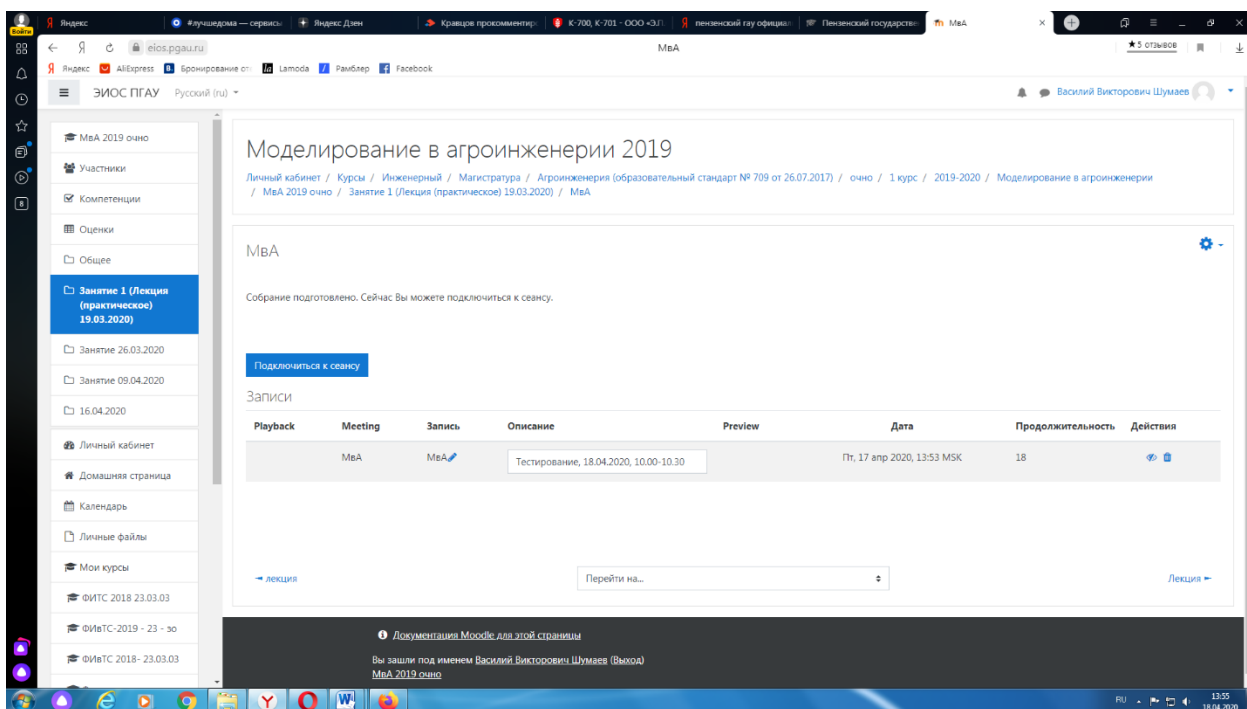 Войти
Яндекс
#лучшедома — сервисы
Яндекс Дзен
Кравцов прокомментир
К-700, К-701 - ООО «Э.Г
пензенский гау официал
Пензенский государстве
МвА
eios.pgau.ru
МвА
★5 отзывов
Яндекс
AliExpress
Бронирование от
Lamoda
Рамблер
Facebook
ЭИОС ПГАУ
Русский (ru)
Василий Викторович Шумаев
МвА 2019 очно
Участники
Компетенции
Оценки
Общее
Занятие 1 (Лекция
(практическое)
19.03.2020)
Занятие 26.03.2020
Занятие 09.04.2020
16.04.2020
Личный кабинет
Домашняя страница
Календарь
Личные файлы
Мои курсы
ФИТС 2018 23.03.03
ФИвТС-2019 - 23 - зо
ФИвТС 2018- 23.03.03
Моделирование в агроинженерии 2019
Личный кабинет / Курсы / Инженерный / Магистратура / Агроинженерия (образовательный стандарт № 709 от 26.07.2017) / очно / 1 курс / 2019-2020 / Моделирование в агроинженерии
/ МвА 2019 очно / Занятие 1 (Лекция (практическое) 19.03.2020) / МвА
МвА
Собрание подготовлено. Сейчас Вы можете подключиться к сеансу.
Подключиться к сеансу
Записи
Playback Meeting Запись Описание Preview Дата Продолжительность Действия
МвА МвА Тестирование, 18.04.2020, 10.00-10.30 Пт, 17 апр 2020, 13:53 MSK 18
◄ лекция
Перейти на...
Лекция ►
Документация Moodle для этой страницы
Вы зашли под именем Василий Викторович Шумаев (Выход)
МвА 2019 очно
RU
13:55
18.04.2020